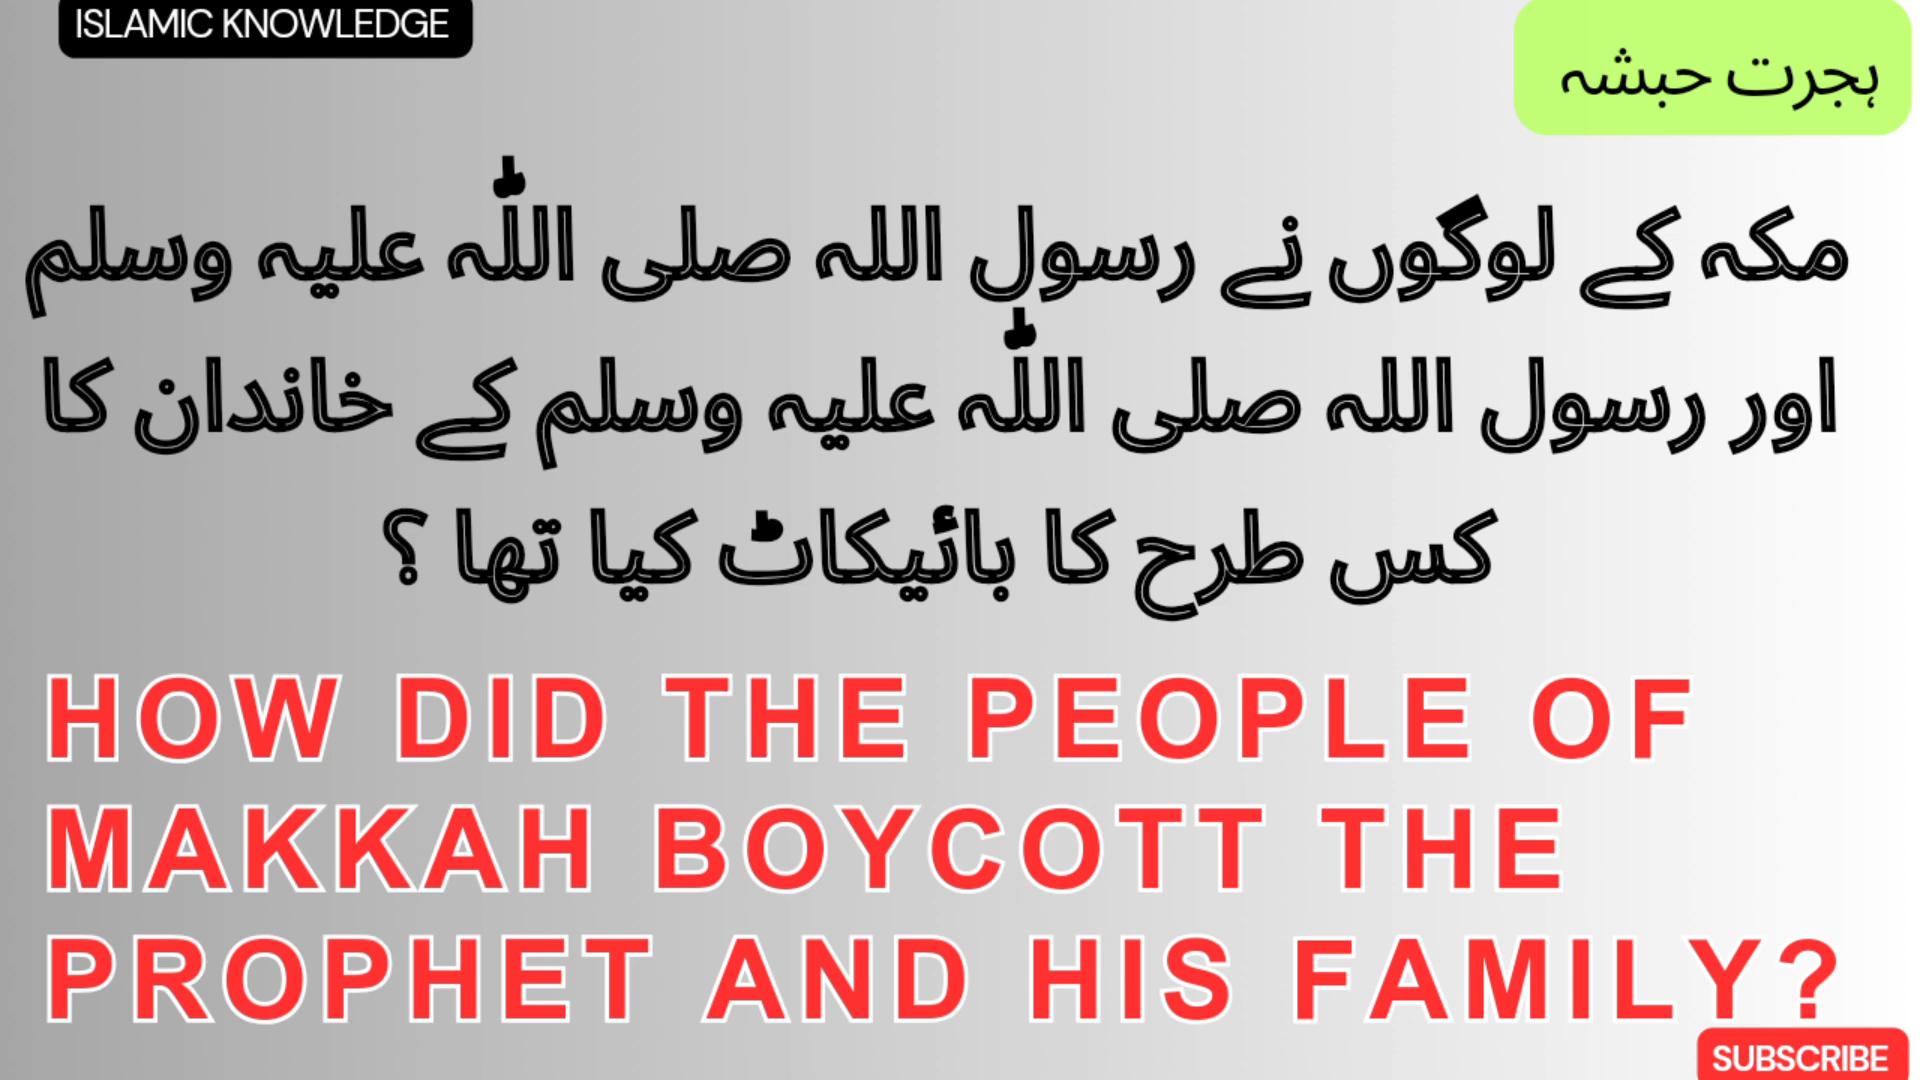 ISLAMIC KNOWLEDGE
ہجرت حبشہ
مکہ کے لوگوں نے رسول اللہ صلی اللّٰہ علیہ وسلم
اور رسول اللہ صلی اللّٰہ علیہ وسلم کے خاندان کا
کس طرح کا بائیکاٹ کیا تھا ؟
HOW DID THE PEOPLE OF
MAKKAH BOYCOTT THE
PROPHET AND HIS FAMILY?
SUBSCRIBE